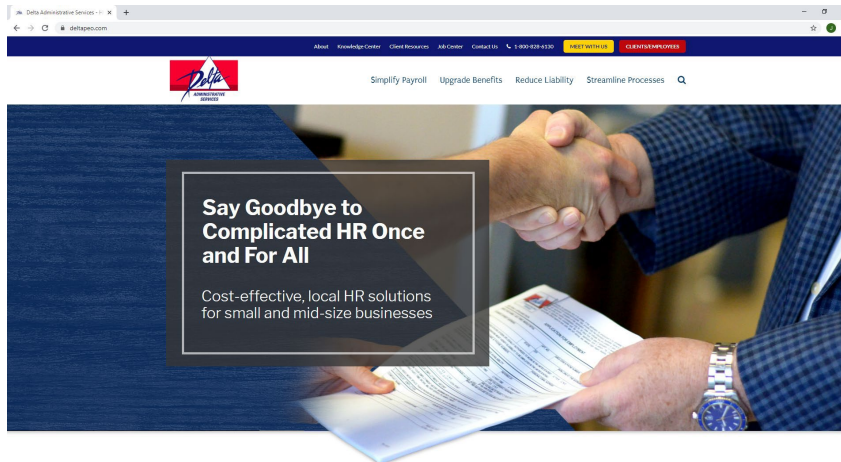 Delta Administrative Services - H
deltapeo.com
About Knowledge Center Client Resources Job Center Contact Us 1-800-828-6130 MEET WITH US CLIENTS/EMPLOYEES
Delta
ADMINISTRATIVE
SERVICES
Simplify Payroll Upgrade Benefits Reduce Liability Streamline Processes
Say Goodbye to
Complicated HR Once
and For All
Cost-effective, local HR solutions
for small and mid-size businesses